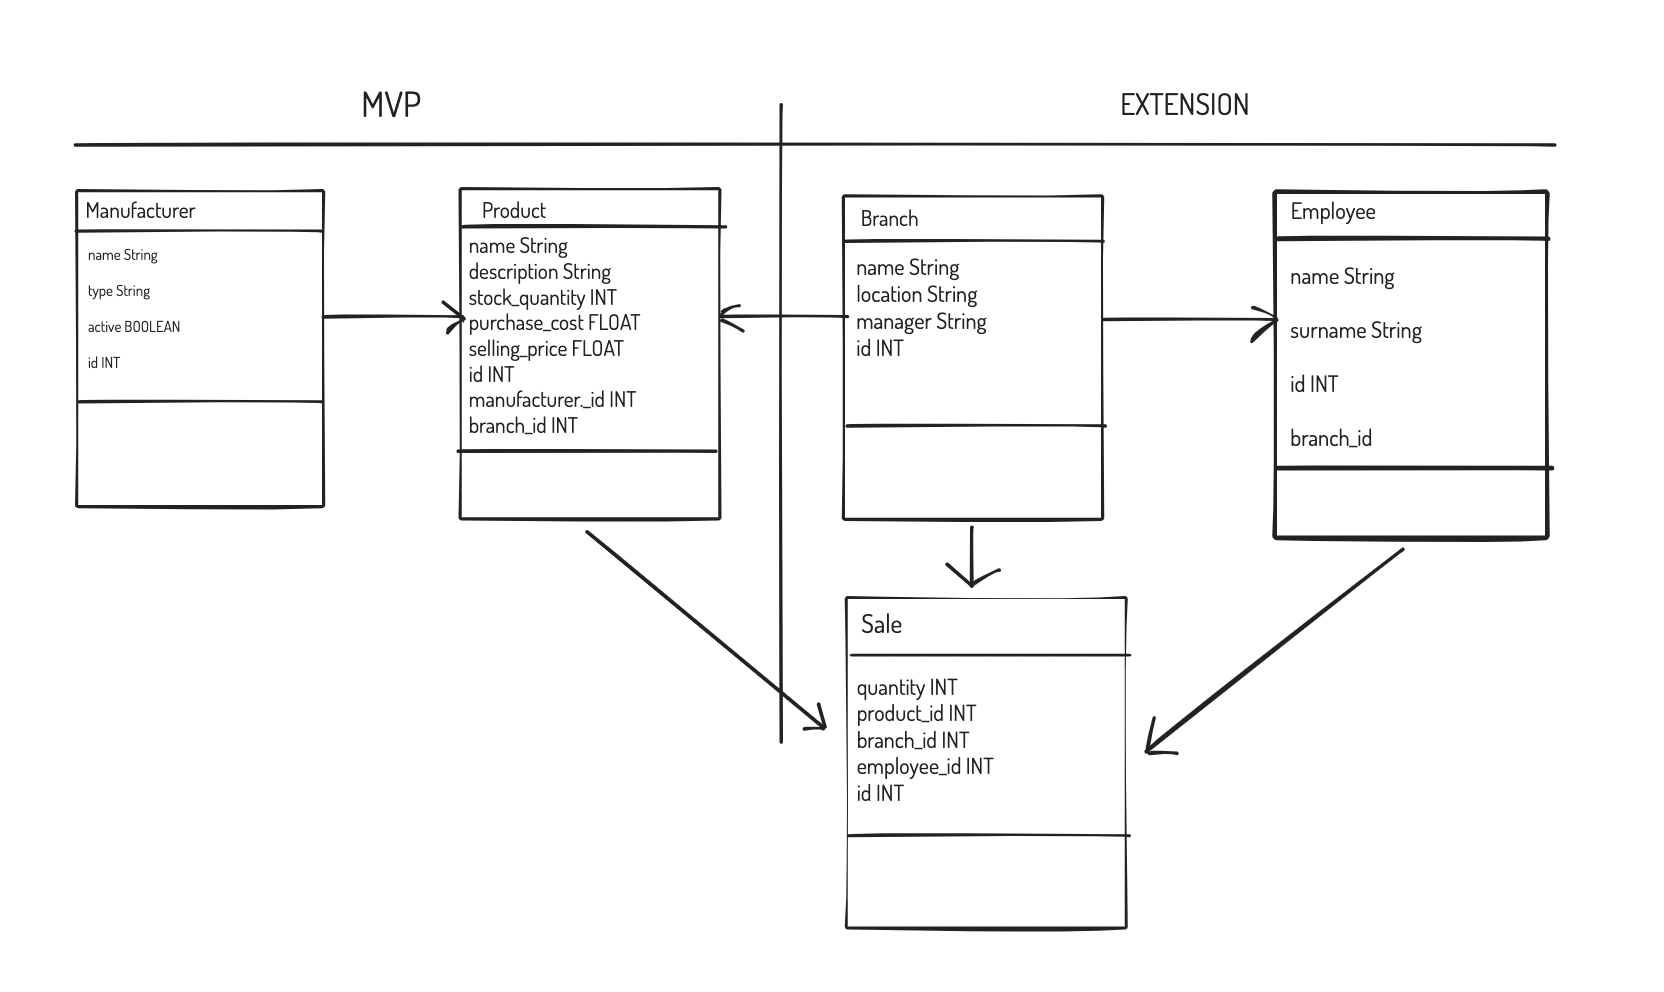 MVP
EXTENSION
Manufacturer
name String
type String
active BOOLEAN
id INT
Product
name String
description String
stock_quantity INT
purchase_cost FLOAT
selling_price FLOAT
id INT
manufacturer._id INT
branch_id INT
Branch
name String
location String
manager String
id INT
Employee
name String
surname String
id INT
branch_id
Sale
quantity INT
product_id INT
branch_id INT
employee_id INT
id INT